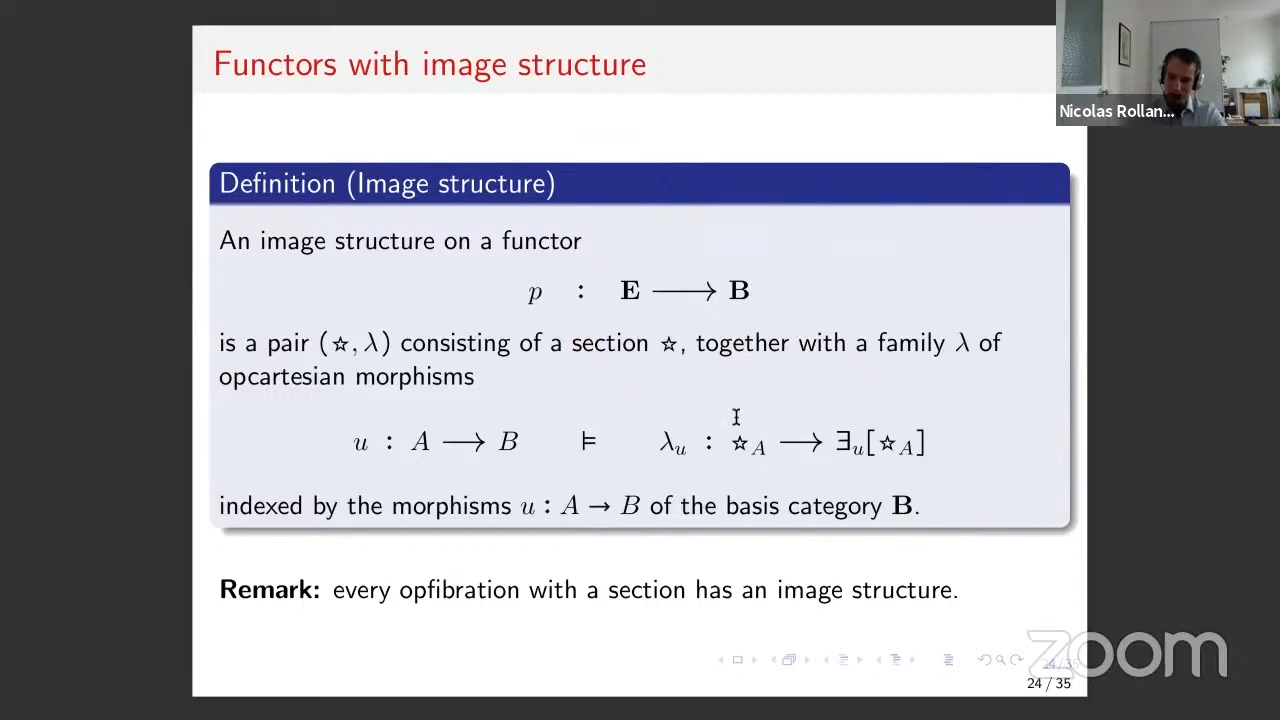 Functors with image structure
Nicolas Rollan...
Definition (Image structure)
An image structure on a functor
p : E ⟶ B
is a pair (☆, λ) consisting of a section ☆, together with a family λ of
opcartesian morphisms
u : A ⟶ B ⊨ λ_u : ☆_A ⟶ ∃_u[☆_A]
indexed by the morphisms u : A → B of the basis category B.
Remark: every opfibration with a section has an image structure.
zoom
24/35
24 / 35